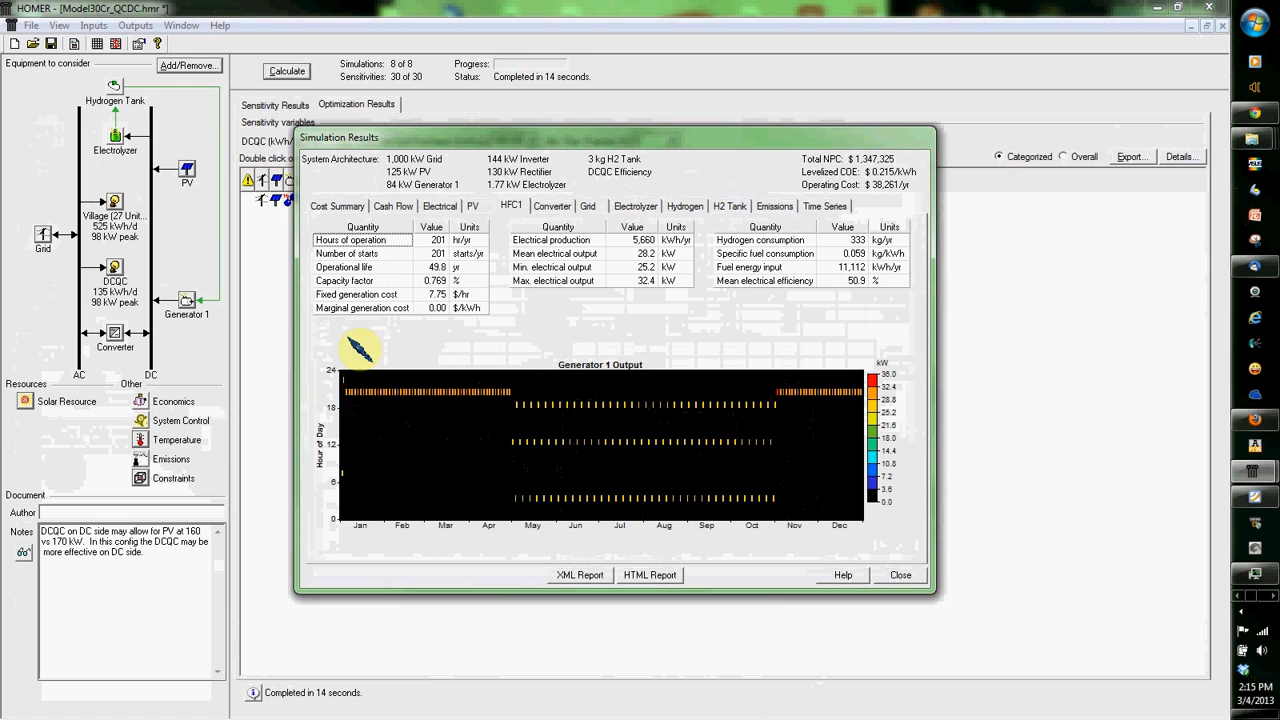 HOMER - [Model30Cr_QCDC.hmr *]
File View Inputs Outputs Window Help
Equipment to consider
Add/Remove...
Calculate
Simulations: 8 of 8
Sensitivities: 30 of 30
Progress:
Status: Completed in 14 seconds.
Hydrogen Tank
Electrolyzer
PV
Village (27 Unit...
525 kWh/d
98 kW peak
Grid
DCQC
135 kWh/d
98 kW peak
Generator 1
Converter
AC DC
Resources Other
Solar Resource
Economics
System Control
Temperature
Emissions
Constraints
Document
Author
Notes
DCQC on DC side may allow for PV at 160
vs 170 kW. In this config the DCQC may be
more effective on DC side.
Sensitivity Results Optimization Results
Sensitivity variables
DCQC (kWh/
Double click o
Categorized Overall Export... Details...
Simulation Results
System Architecture: 1,000 kW Grid 144 kW Inverter 3 kg H2 Tank
125 kW PV 130 kW Rectifier DCQC Efficiency
84 kW Generator 1 1.77 kW Electrolyzer
Total NPC: $ 1,347,325
Levelized COE: $ 0.215/kWh
Operating Cost: $ 38,261/yr
Cost Summary Cash Flow Electrical PV HFC1 Converter Grid Electrolyzer Hydrogen H2 Tank Emissions Time Series
Quantity Value Units
Hours of operation 201 hr/yr
Number of starts 201 starts/yr
Operational life 49.8 yr
Capacity factor 0.769 %
Fixed generation cost 7.75 $/hr
Marginal generation cost 0.00 $/kWh
Quantity Value Units
Electrical production 5,660 kWh/yr
Mean electrical output 28.2 kW
Min. electrical output 25.2 kW
Max. electrical output 32.4 kW
Quantity Value Units
Hydrogen consumption 333 kg/yr
Specific fuel consumption 0.059 kg/kWh
Fuel energy input 11,112 kWh/yr
Mean electrical efficiency 50.9 %
Generator 1 Output
Hour of Day
24
18
12
6
0
Jan Feb Mar Apr May Jun Jul Aug Sep Oct Nov Dec
kW
36.0
32.4
28.8
25.2
21.6
18.0
14.4
10.8
7.2
3.6
0.0
XML Report HTML Report Help Close
Completed in 14 seconds.
2:15 PM
3/4/2013